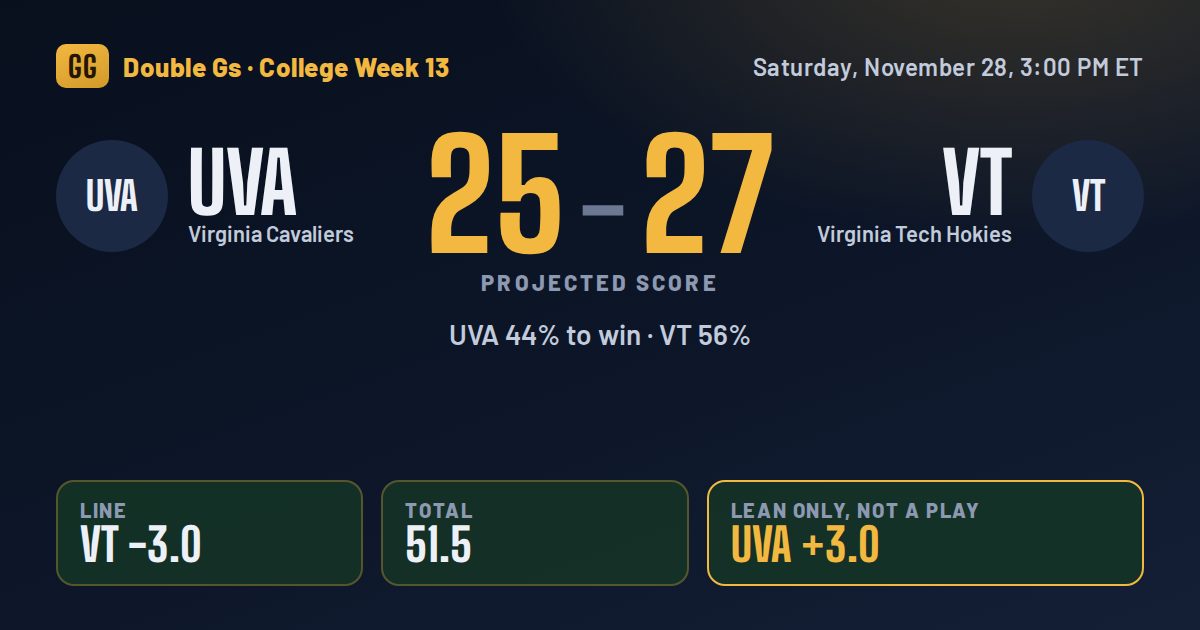 GG Double Gs · College Week 13
Saturday, November 28, 3:00 PM ET
UVA
UVA
Virginia Cavaliers
25 – 27
PROJECTED SCORE
UVA 44% to win · VT 56%
VT
Virginia Tech Hokies
VT
LINE
VT −3.0
TOTAL
51.5
LEAN ONLY, NOT A PLAY
UVA +3.0